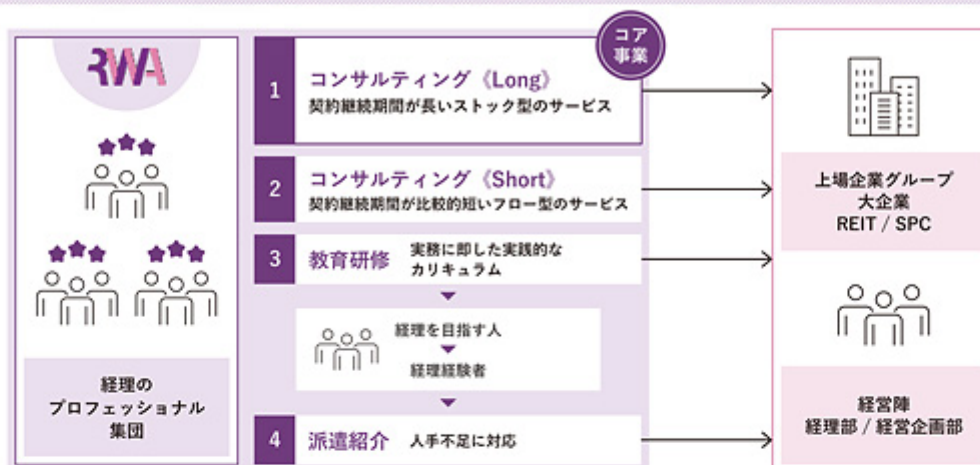 RWA
経理の
プロフェッショナル
集団
コア
事業
1
コンサルティング《Long》
契約継続期間が長いストック型のサービス
2
コンサルティング《Short》
契約継続期間が比較的短いフロー型のサービス
3
教育研修
実務に即した実践的な
カリキュラム
経理を目指す人
経理経験者
4
派遣紹介
人手不足に対応
上場企業グループ
大企業
REIT / SPC
経営陣
経理部 / 経営企画部